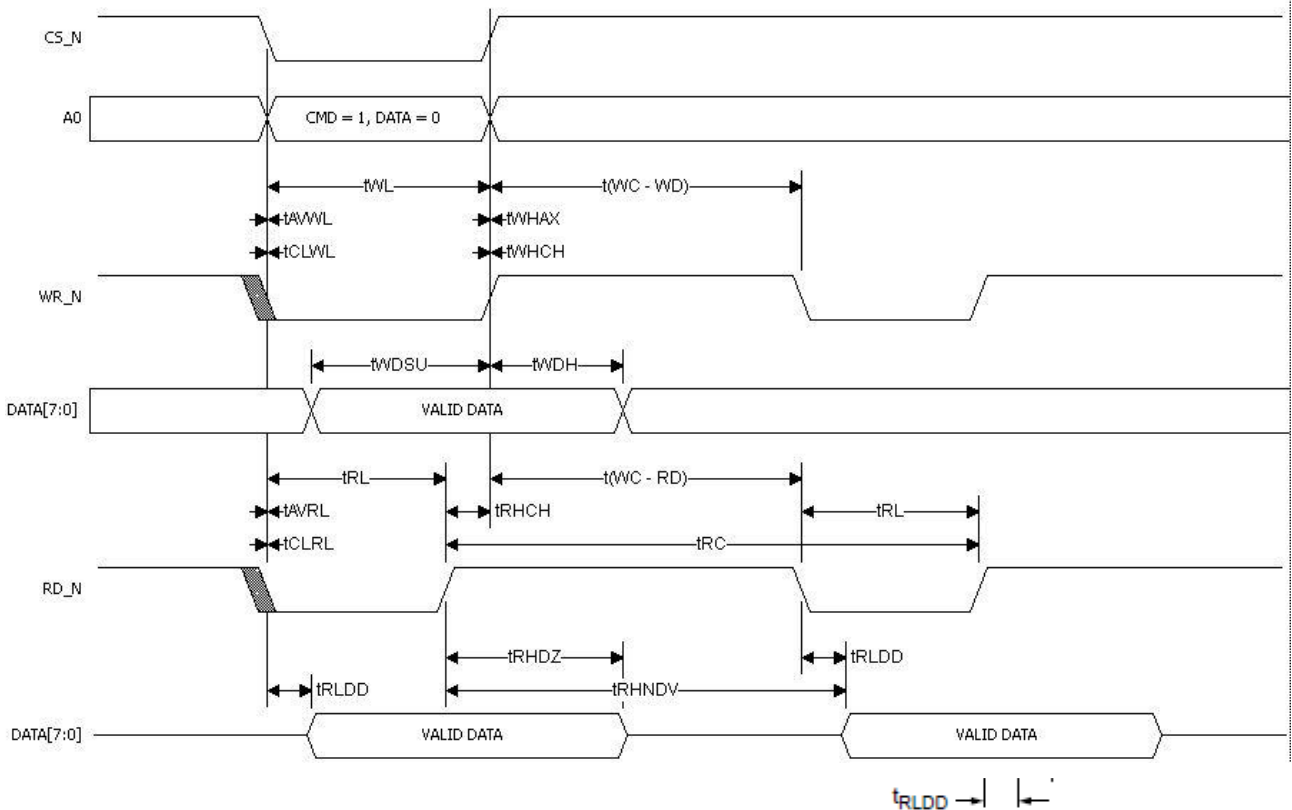 CS_N
A0 CMD = 1, DATA = 0
tWL t(WC - WD)
tAVWL tWHAX
tCLWL tWHCH
WR_N
tWDSU tWDH
DATA[7:0] VALID DATA
tRL t(WC - RD)
tAVRL tRHCH tRL
tCLRL tRC
RD_N
tRHDZ tRLDD
tRLDD tRHNDV
DATA[7:0] VALID DATA VALID DATA
tRLDD